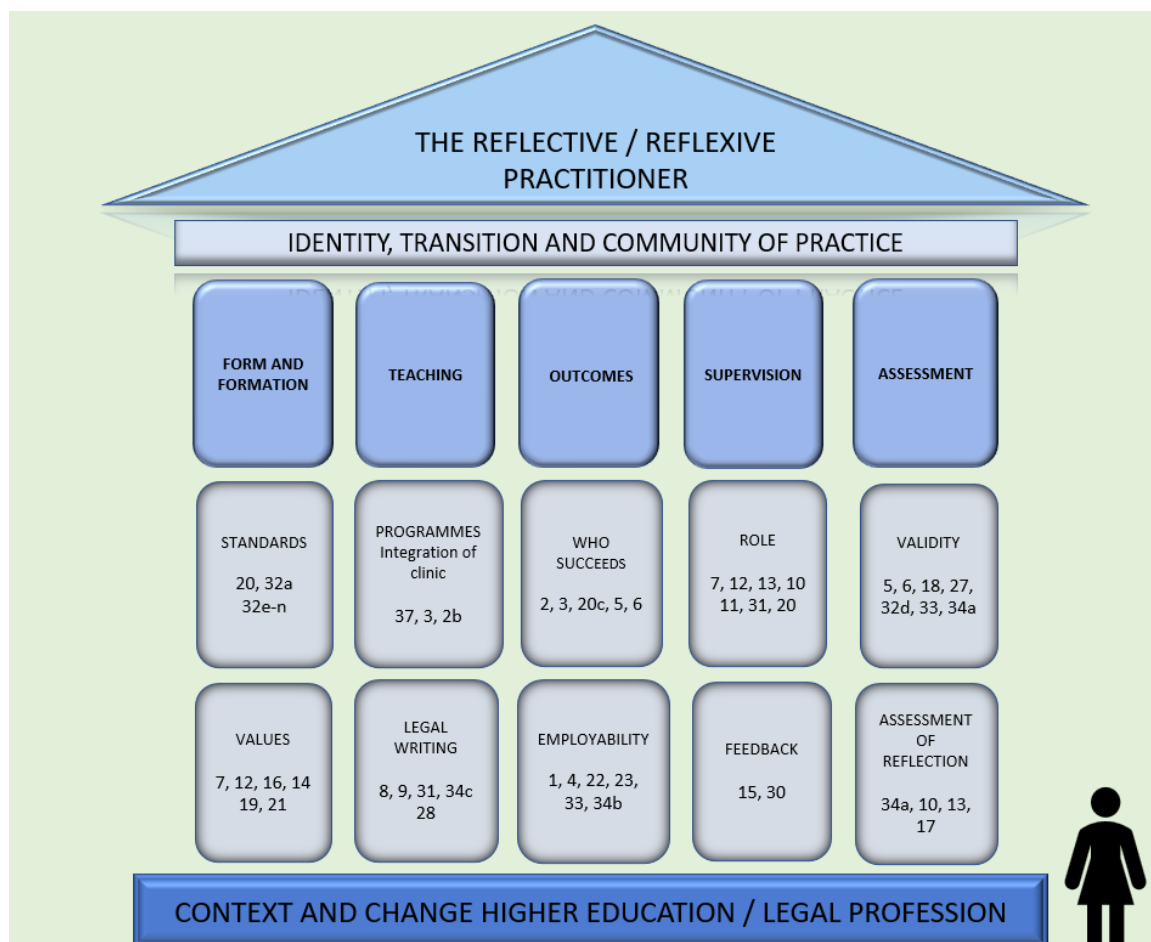 THE REFLECTIVE / REFLEXIVE
PRACTITIONER
IDENTITY, TRANSITION AND COMMUNITY OF PRACTICE
FORM AND
FORMATION
TEACHING
OUTCOMES
SUPERVISION
ASSESSMENT
STANDARDS
20, 32a
32e-n
PROGRAMMES
Integration of
clinic
37, 3, 2b
WHO
SUCCEEDS
2, 3, 20c, 5, 6
ROLE
7, 12, 13, 10
11, 31, 20
VALIDITY
5, 6, 18, 27,
32d, 33, 34a
VALUES
7, 12, 16, 14
19, 21
LEGAL
WRITING
8, 9, 31, 34c
28
EMPLOYABILITY
1, 4, 22, 23,
33, 34b
FEEDBACK
15, 30
ASSESSMENT
OF
REFLECTION
34a, 10, 13,
17
CONTEXT AND CHANGE HIGHER EDUCATION / LEGAL PROFESSION